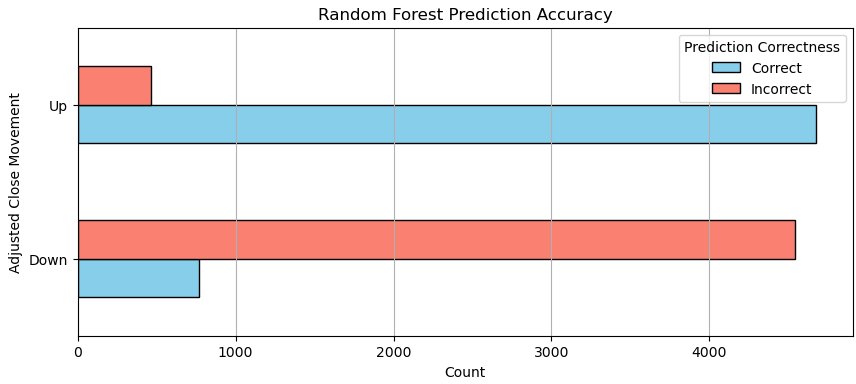 Random Forest Prediction Accuracy
Prediction Correctness
Correct
Incorrect
Adjusted Close Movement
Up
Down
0 1000 2000 3000 4000
Count